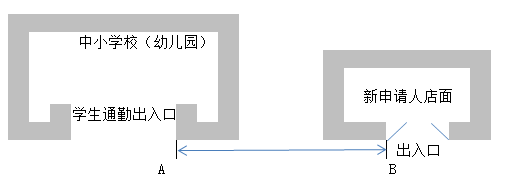 中小学校（幼儿园）
学生通勤出入口
新申请人店面
出入口
A
B